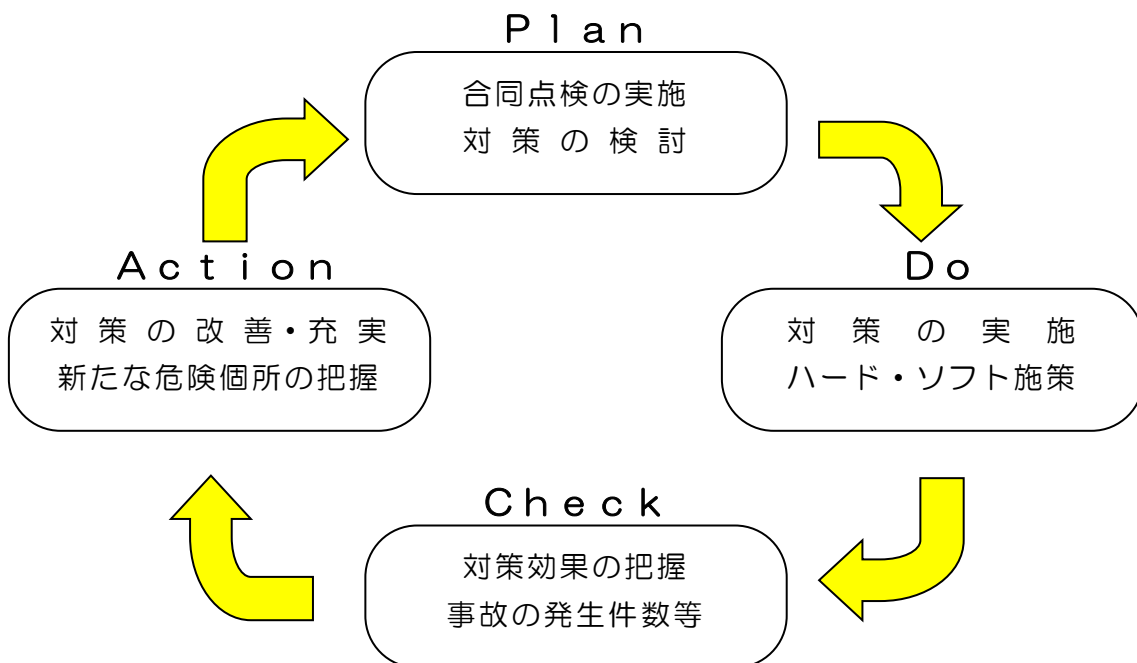 Plan
合同点検の実施
対策の検討
Action
対策の改善・充実
新たな危険個所の把握
Do
対策の実施
ハード・ソフト施策
Check
対策効果の把握
事故の発生件数等